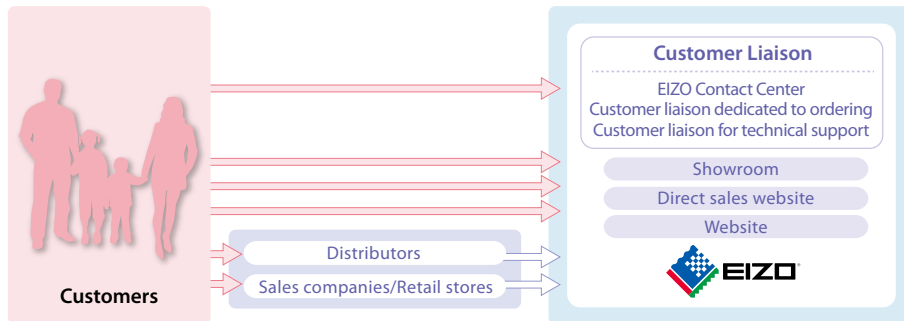 Customer Liaison
EIZO Contact Center
Customer liaison dedicated to ordering
Customer liaison for technical support
Showroom
Direct sales website
Website
Distributors
Sales companies/Retail stores
Customers
EIZO